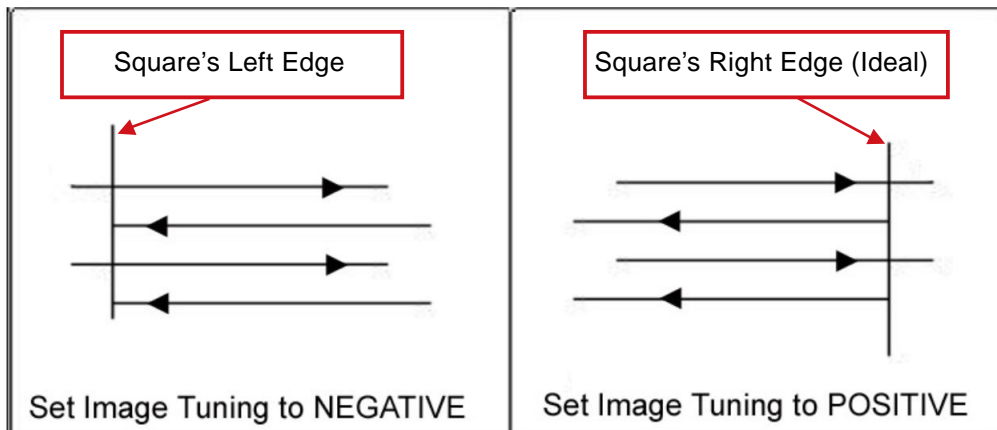 Square's Left Edge
Square's Right Edge (Ideal)
Set Image Tuning to NEGATIVE
Set Image Tuning to POSITIVE